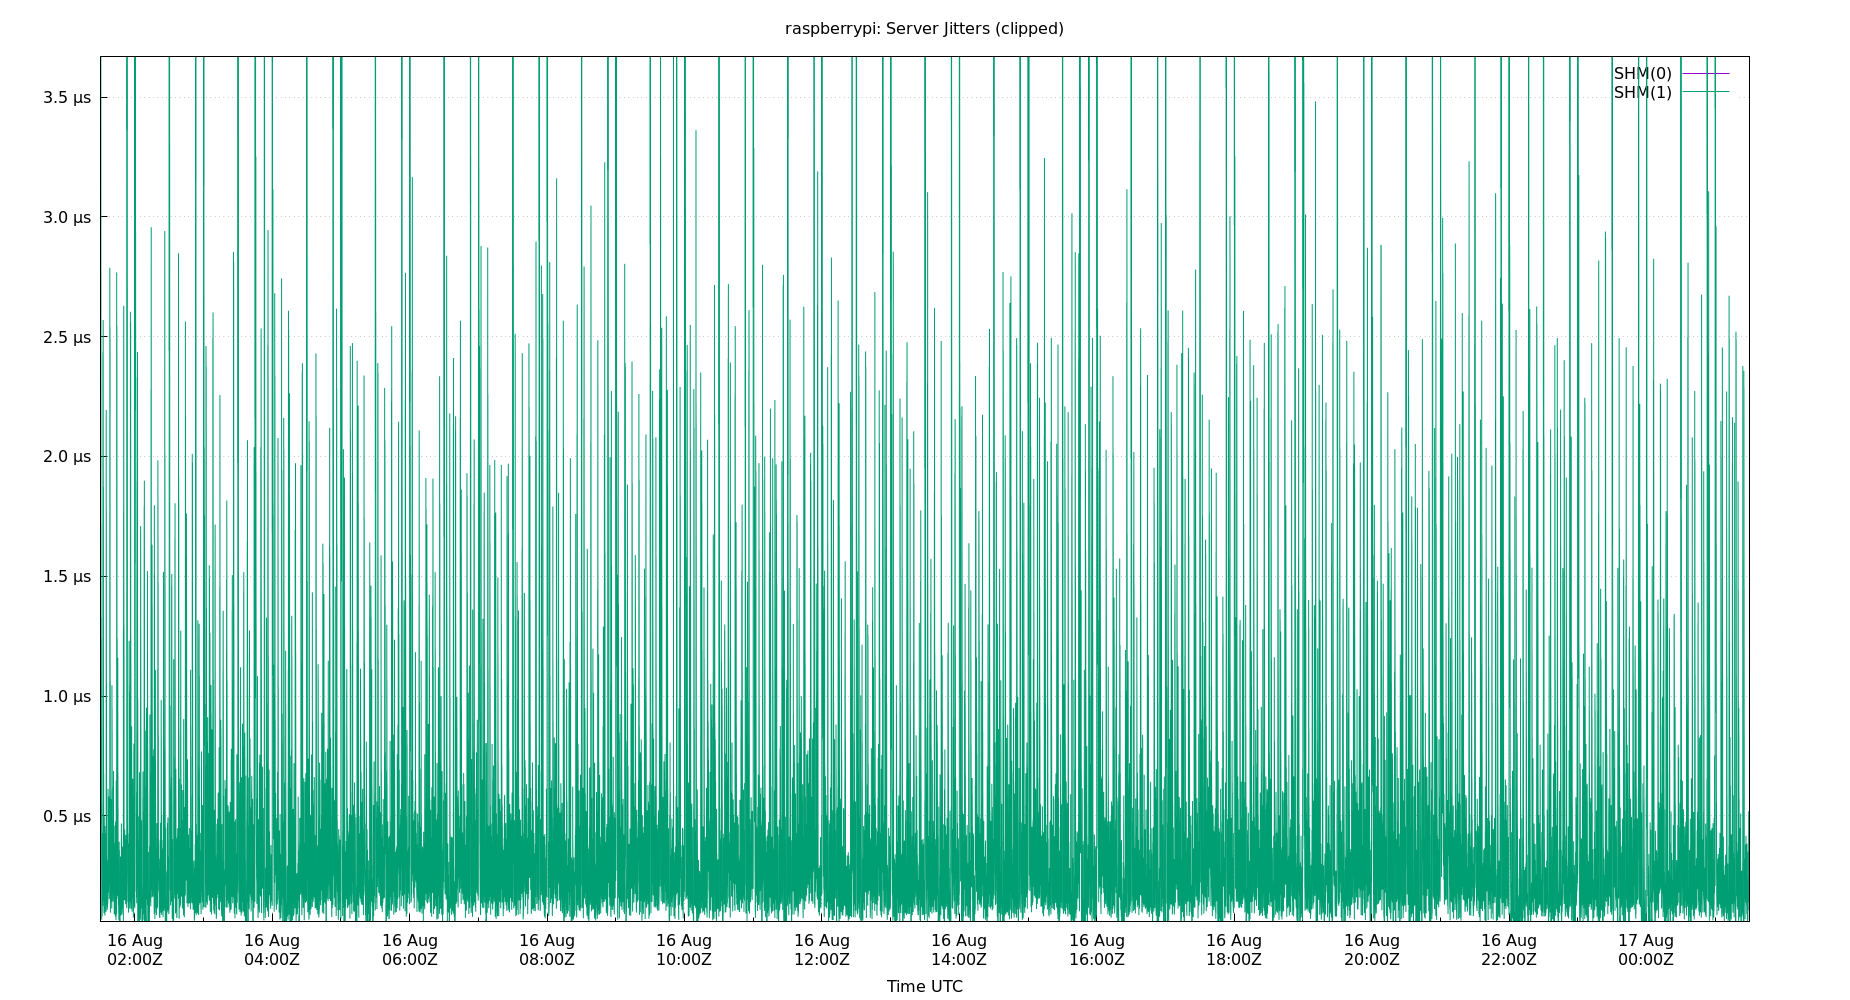 raspberrypi: Server Jitters (clipped)
SHM(0)
SHM(1)
3.5 µs
3.0 µs
2.5 µs
2.0 µs
1.5 µs
1.0 µs
0.5 µs
16 Aug 16 Aug 16 Aug 16 Aug 16 Aug 16 Aug 16 Aug 16 Aug 16 Aug 16 Aug 16 Aug 17 Aug
02:00Z 04:00Z 06:00Z 08:00Z 10:00Z 12:00Z 14:00Z 16:00Z 18:00Z 20:00Z 22:00Z 00:00Z
Time UTC